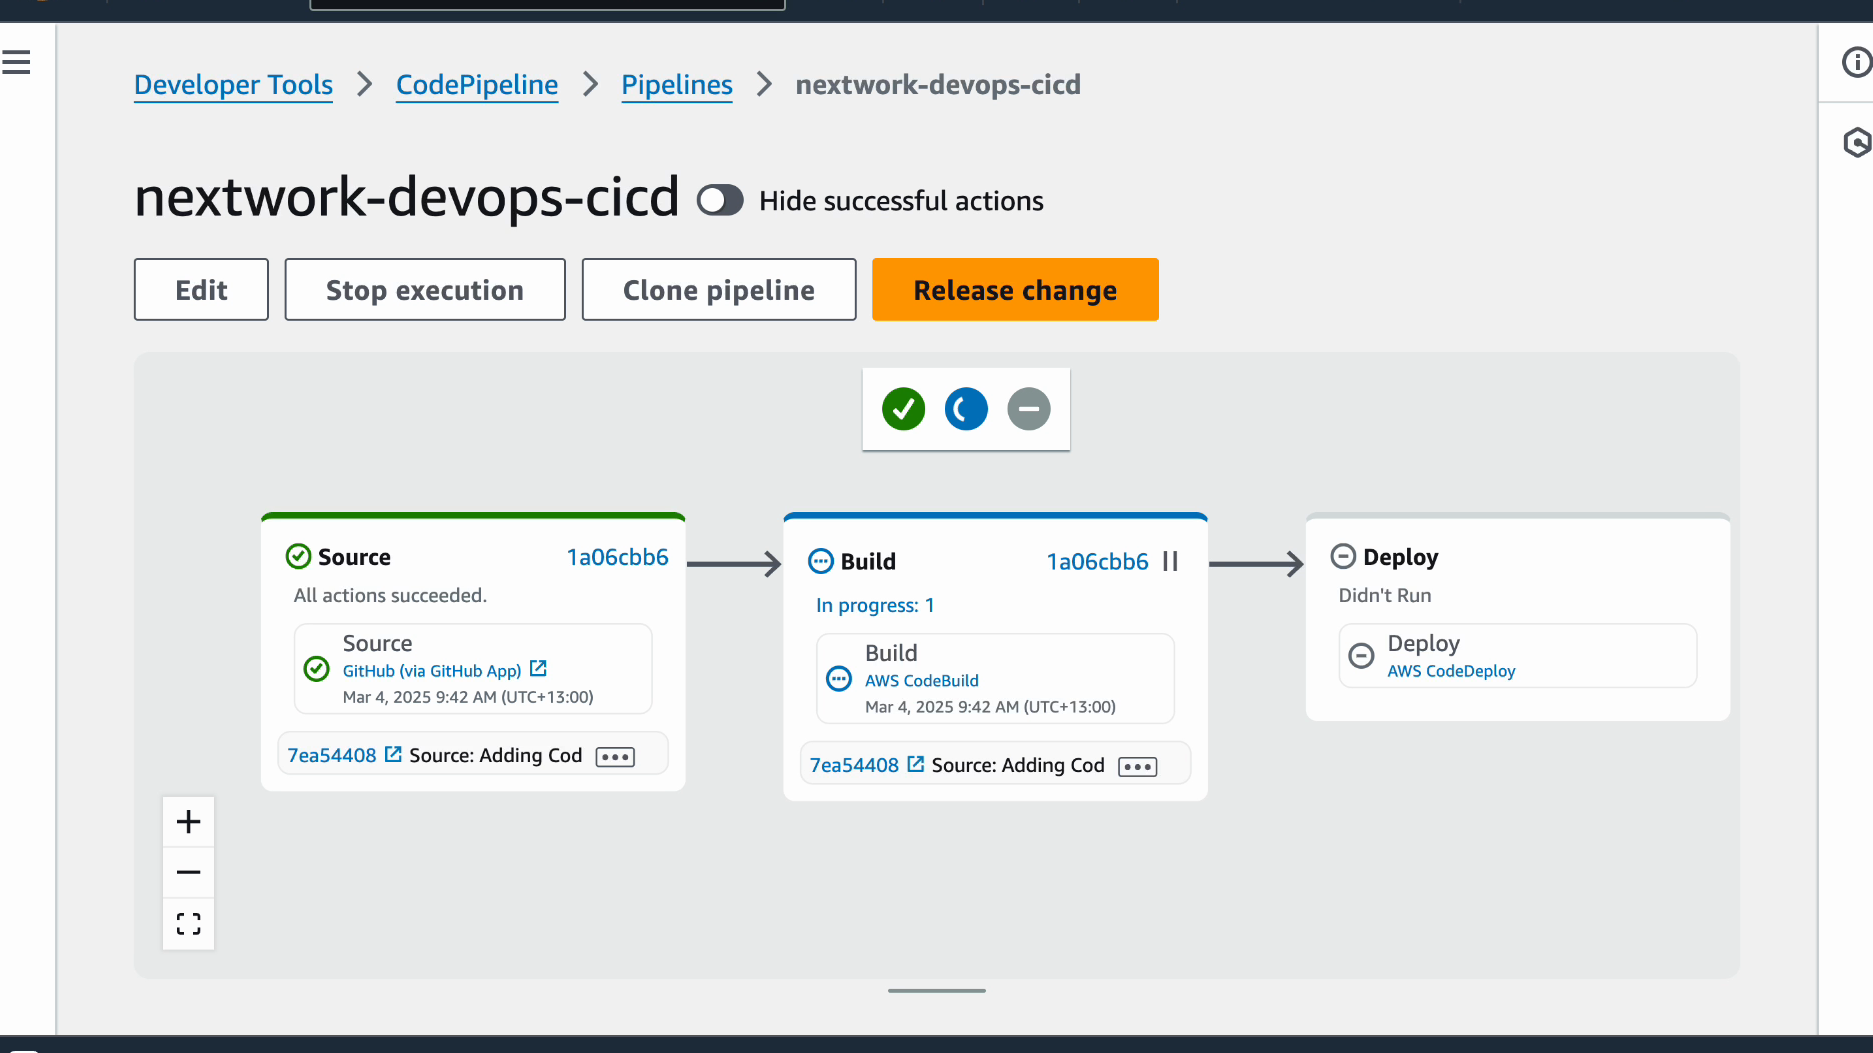 Developer Tools > CodePipeline > Pipelines > nextwork-devops-cicd
nextwork-devops-cicd Hide successful actions
Edit Stop execution Clone pipeline Release change
Source 1a06cbb6
All actions succeeded.
Source
GitHub (via GitHub App)
Mar 4, 2025 9:42 AM (UTC+13:00)
7ea54408 Source: Adding Cod
Build 1a06cbb6
In progress: 1
Build
AWS CodeBuild
Mar 4, 2025 9:42 AM (UTC+13:00)
7ea54408 Source: Adding Cod
Deploy
Didn't Run
Deploy
AWS CodeDeploy